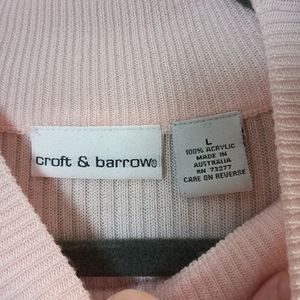 croft & barrow®
L
100% ACRYLIC
MADE IN
AUSTRALIA
RN 73277
CARE ON REVERSE